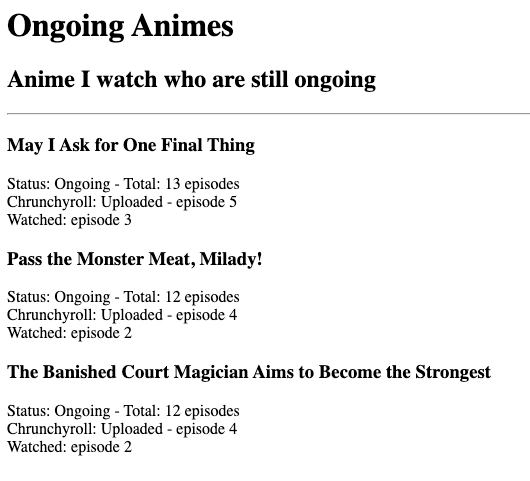 Ongoing Animes
Anime I watch who are still ongoing
May I Ask for One Final Thing
Status: Ongoing - Total: 13 episodes
Chrunchyroll: Uploaded - episode 5
Watched: episode 3
Pass the Monster Meat, Milady!
Status: Ongoing - Total: 12 episodes
Chrunchyroll: Uploaded - episode 4
Watched: episode 2
The Banished Court Magician Aims to Become the Strongest
Status: Ongoing - Total: 12 episodes
Chrunchyroll: Uploaded - episode 4
Watched: episode 2